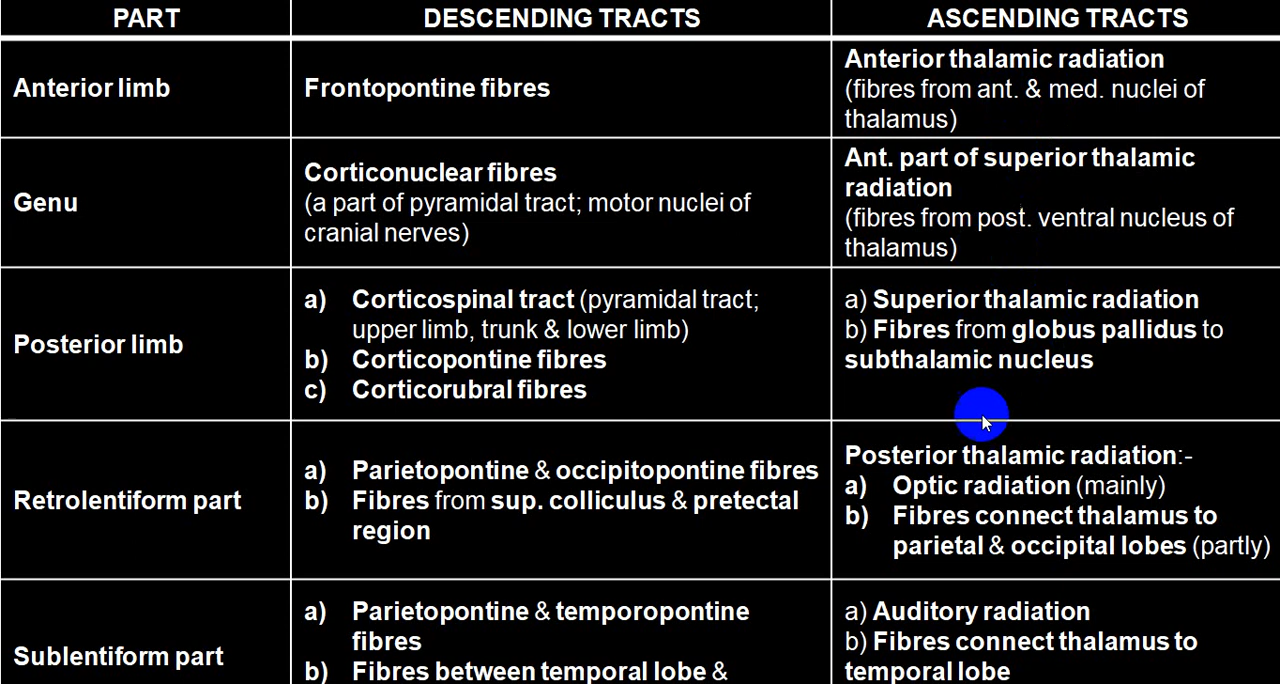 PART
DESCENDING TRACTS
ASCENDING TRACTS
Anterior limb
Frontopontine fibres
Anterior thalamic radiation
(fibres from ant. & med. nuclei of
thalamus)
Genu
Corticonuclear fibres
(a part of pyramidal tract; motor nuclei of
cranial nerves)
Ant. part of superior thalamic
radiation
(fibres from post. ventral nucleus of
thalamus)
Posterior limb
a) Corticospinal tract (pyramidal tract;
upper limb, trunk & lower limb)
b) Corticopontine fibres
c) Corticorubral fibres
a) Superior thalamic radiation
b) Fibres from globus pallidus to
subthalamic nucleus
Retrolentiform part
a) Parietopontine & occipitopontine fibres
b) Fibres from sup. colliculus & pretectal
region
Posterior thalamic radiation:-
a) Optic radiation (mainly)
b) Fibres connect thalamus to
parietal & occipital lobes (partly)
Sublentiform part
a) Parietopontine & temporopontine
fibres
b) Fibres between temporal lobe &
a) Auditory radiation
b) Fibres connect thalamus to
temporal lobe